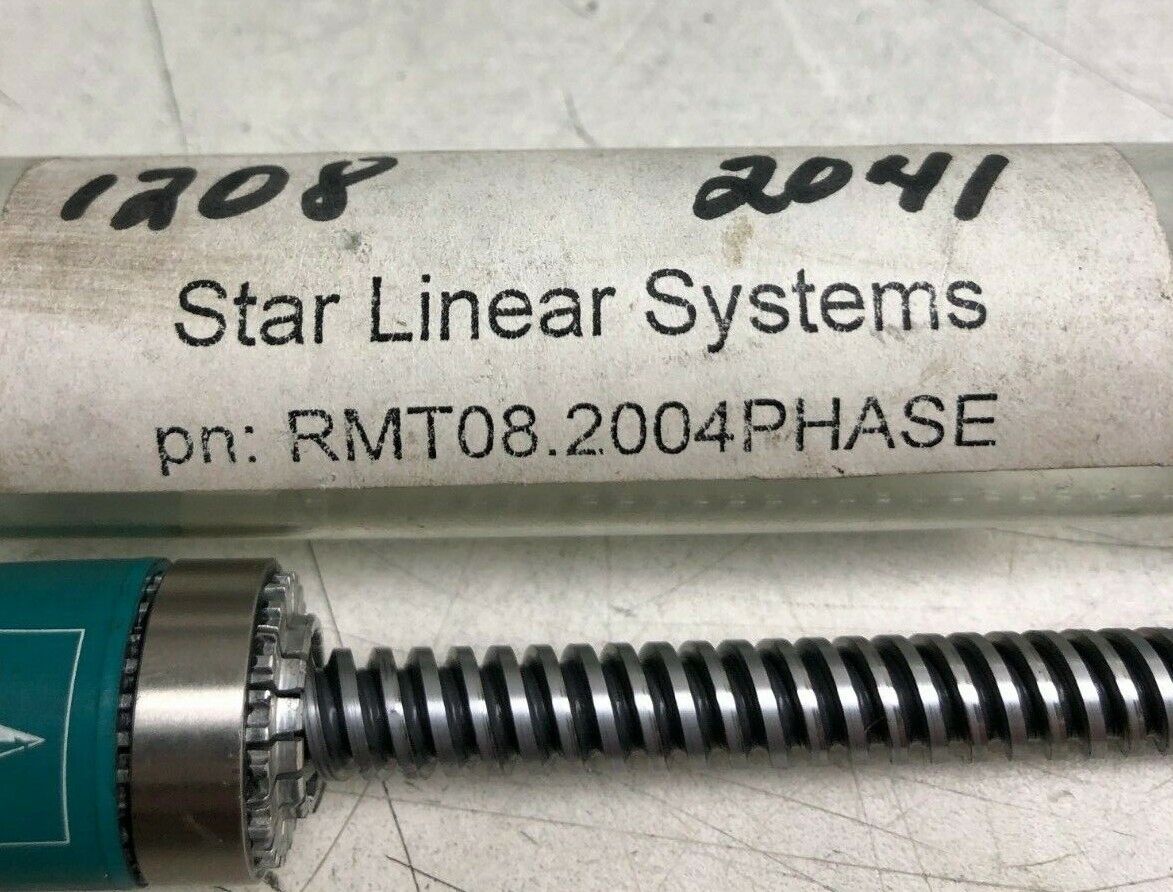 1208 2041
Star Linear Systems
pn: RMT08.2004PHASE